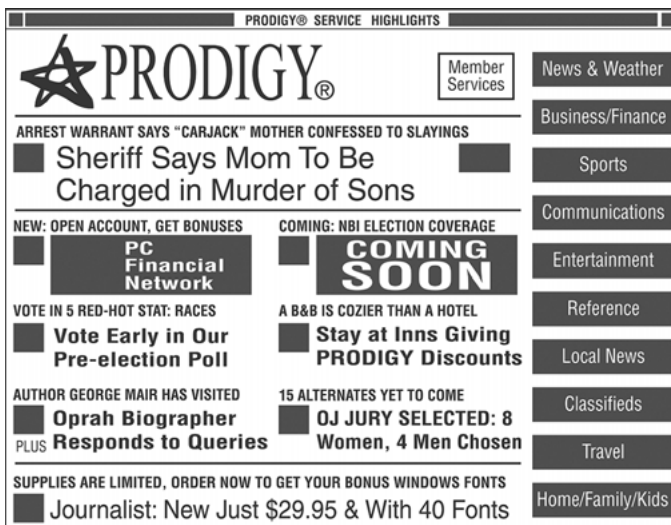 PRODIGY® SERVICE HIGHLIGHTS
PRODIGY®
Member
Services
ARREST WARRANT SAYS “CARJACK” MOTHER CONFESSED TO SLAYINGS
Sheriff Says Mom To Be
Charged in Murder of Sons
NEW: OPEN ACCOUNT, GET BONUSES
PC
Financial
Network
COMING: NBI ELECTION COVERAGE
COMING
SOON
VOTE IN 5 RED-HOT STAT: RACES
Vote Early in Our
Pre-election Poll
A B&B IS COZIER THAN A HOTEL
Stay at Inns Giving
PRODIGY Discounts
AUTHOR GEORGE MAIR HAS VISITED
Oprah Biographer
PLUS Responds to Queries
15 ALTERNATES YET TO COME
OJ JURY SELECTED: 8
Women, 4 Men Chosen
SUPPLIES ARE LIMITED, ORDER NOW TO GET YOUR BONUS WINDOWS FONTS
Journalist: New Just $29.95 & With 40 Fonts
News & Weather
Business/Finance
Sports
Communications
Entertainment
Reference
Local News
Classifieds
Travel
Home/Family/Kids